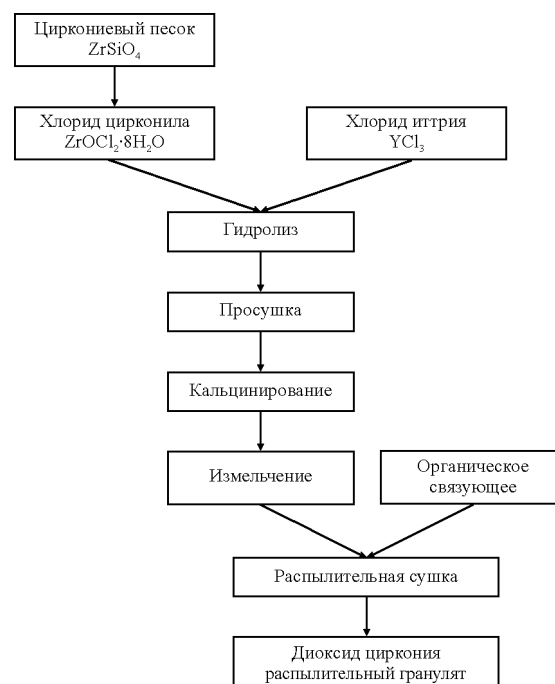 Циркониевый песок
ZrSiO₄
Хлорид цирконила
ZrOCl₂·8H₂O
Хлорид иттрия
YCl₃
Гидролиз
Просушка
Кальцинирование
Измельчение
Органическое
связующее
Распылительная сушка
Диоксид циркония
распылительный гранулят